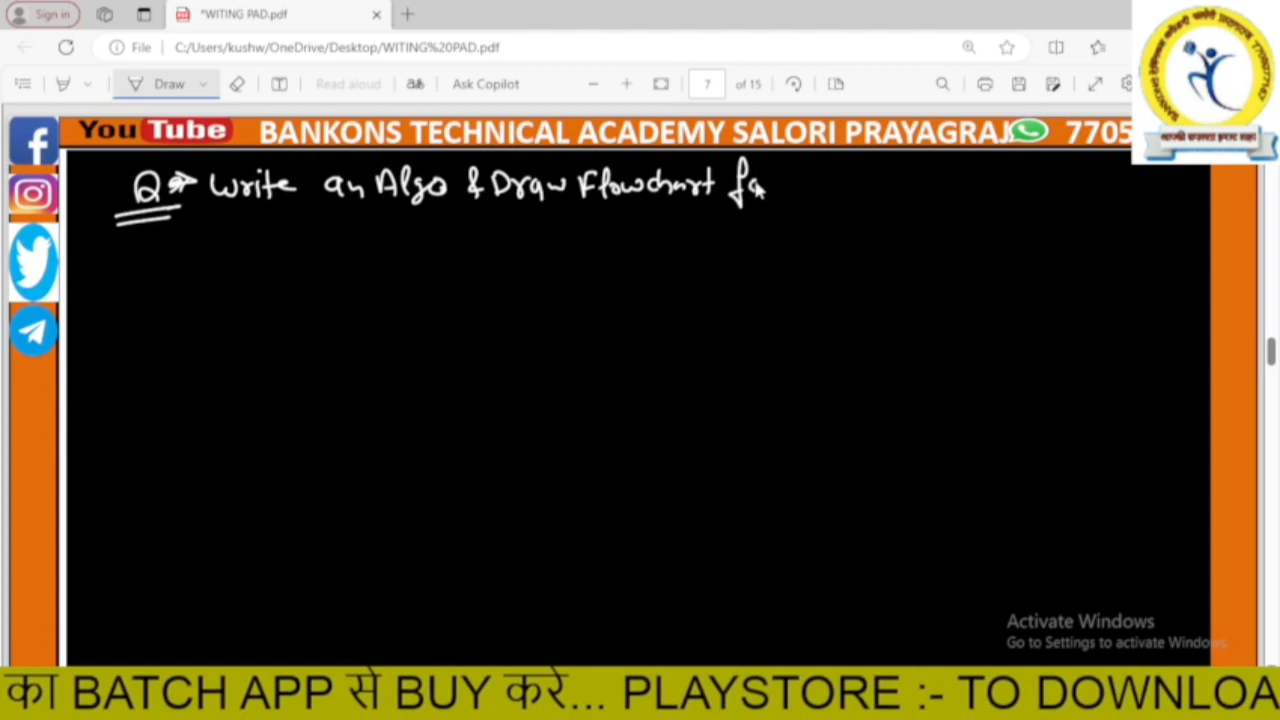 Sign in
*WITING PAD.pdf
File C:/Users/kushw/OneDrive/Desktop/WITING%20PAD.pdf
Draw Read aloud Ask Copilot 7 of 15
You Tube BANKONS TECHNICAL ACADEMY SALORI PRAYAGRAJ 7705
Q Write an Algo & Draw Flowchart fo
Activate Windows
Go to Settings to activate Windows.
का BATCH APP से BUY करे... PLAYSTORE :- TO DOWNLOA